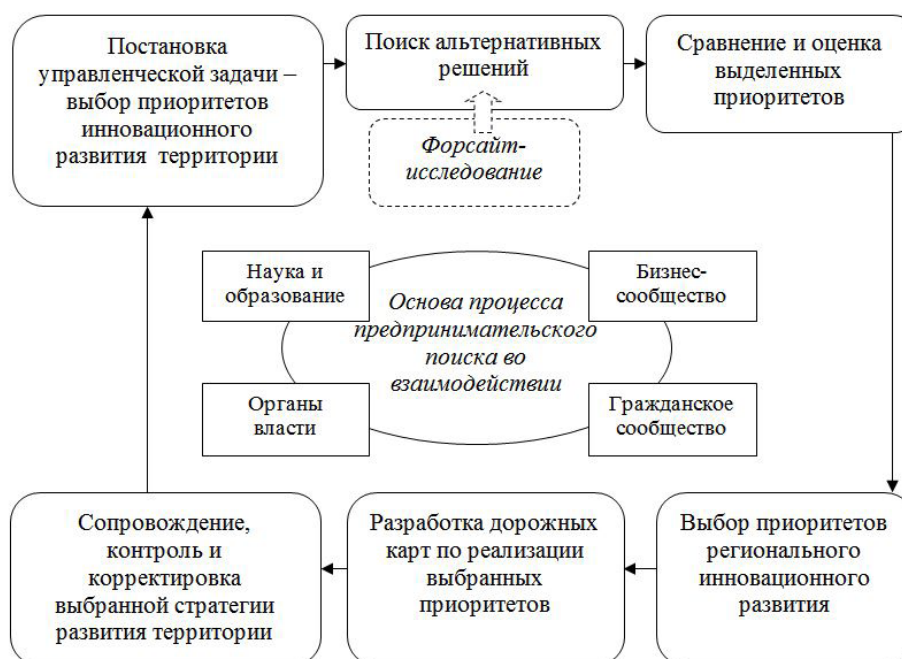 Постановка
управленческой задачи –
выбор приоритетов
инновационного
развития территории
Поиск альтернативных
решений
Сравнение и оценка
выделенных
приоритетов
Форсайт-
исследование
Наука и
образование
Бизнес-
сообщество
Основа процесса
предпринимательского
поиска во
взаимодействии
Органы
власти
Гражданское
сообщество
Сопровождение,
контроль и
корректировка
выбранной стратегии
развития территории
Разработка дорожных
карт по реализации
выбранных
приоритетов
Выбор приоритетов
регионального
инновационного
развития